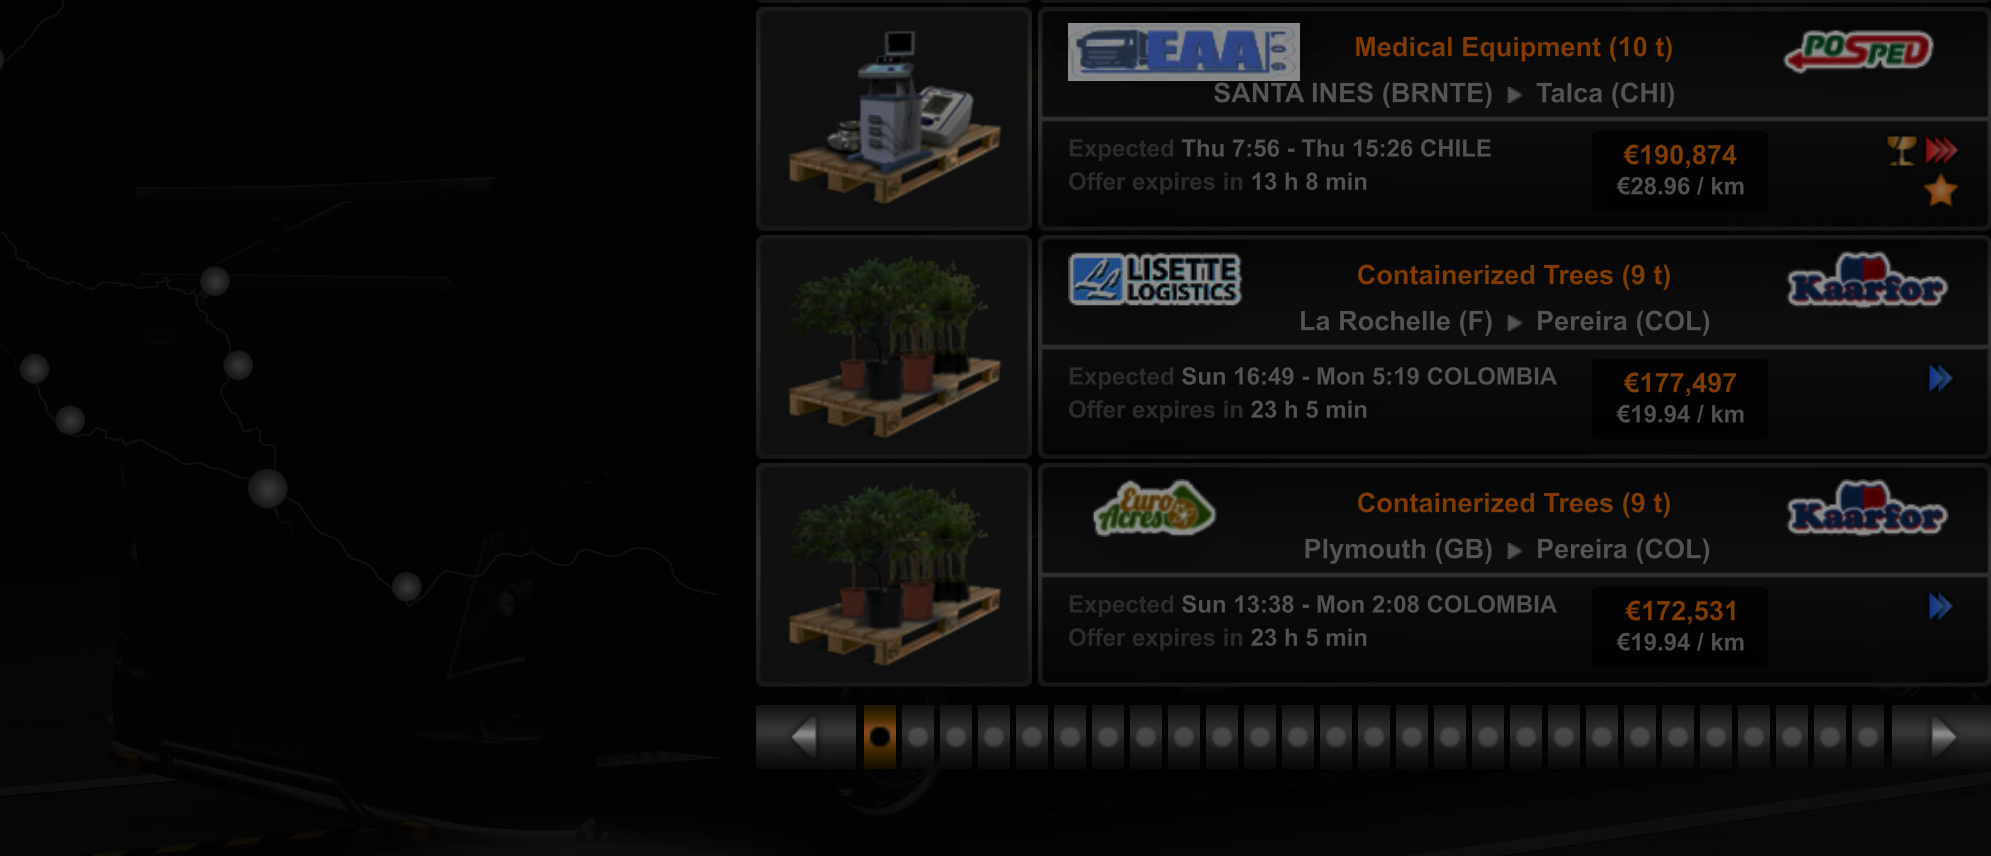 EAA
LOG
Medical Equipment (10 t)
POSPED
SANTA INES (BRNTE) ▶ Talca (CHI)
Expected Thu 7:56 - Thu 15:26 CHILE
€190,874
Offer expires in 13 h 8 min
€28.96 / km
LISETTE
LOGISTICS
Containerized Trees (9 t)
Kaarfor
La Rochelle (F) ▶ Pereira (COL)
Expected Sun 16:49 - Mon 5:19 COLOMBIA
€177,497
Offer expires in 23 h 5 min
€19.94 / km
Euro
Acres
Containerized Trees (9 t)
Kaarfor
Plymouth (GB) ▶ Pereira (COL)
Expected Sun 13:38 - Mon 2:08 COLOMBIA
€172,531
Offer expires in 23 h 5 min
€19.94 / km